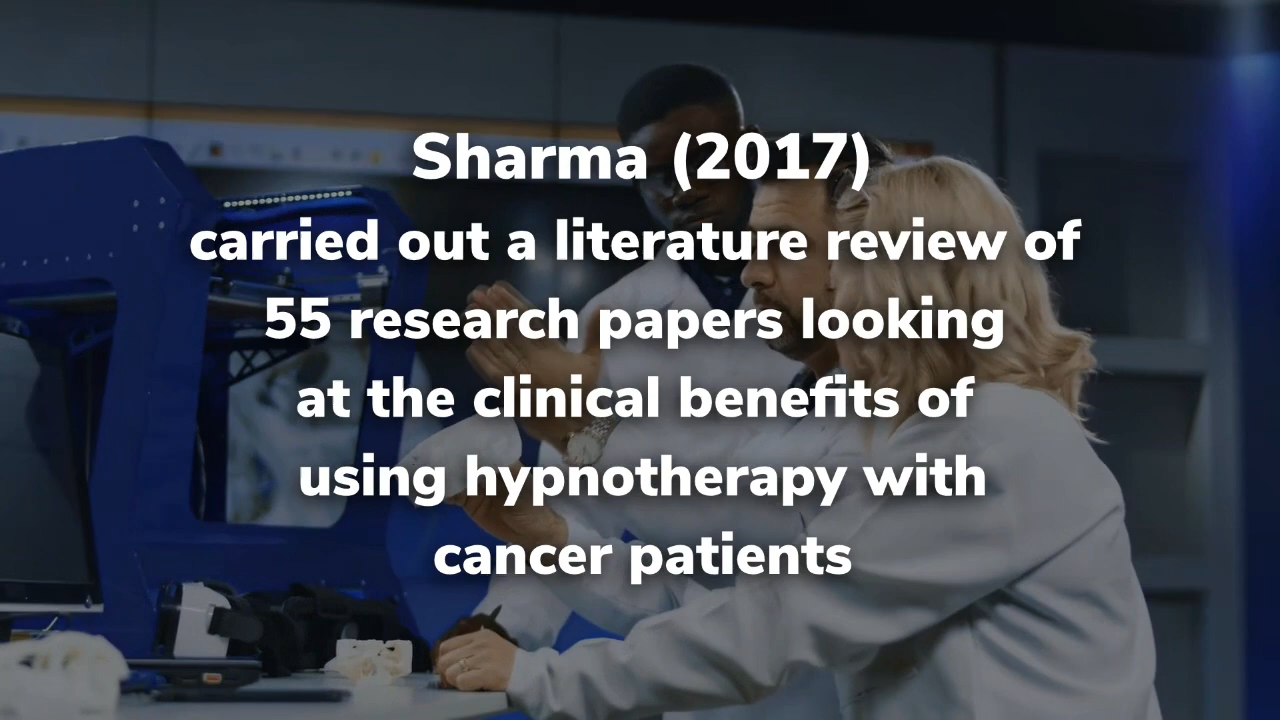 Sharma (2017)
carried out a literature review of
55 research papers looking
at the clinical benefits of
using hypnotherapy with
cancer patients